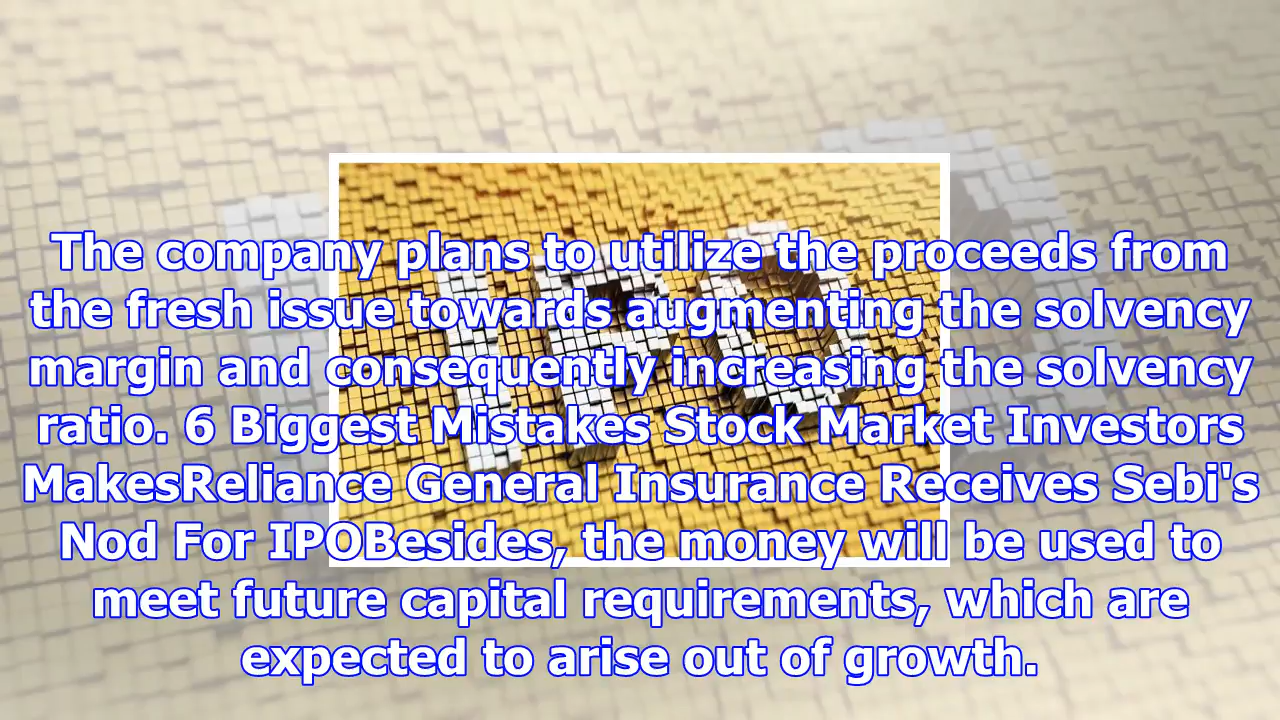 The company plans to utilize the proceeds from
the fresh issue towards augmenting the solvency
margin and consequently increasing the solvency
ratio. 6 Biggest Mistakes Stock Market Investors
MakesReliance General Insurance Receives Sebi's
Nod For IPOBesides, the money will be used to
meet future capital requirements, which are
expected to arise out of growth.
IPO